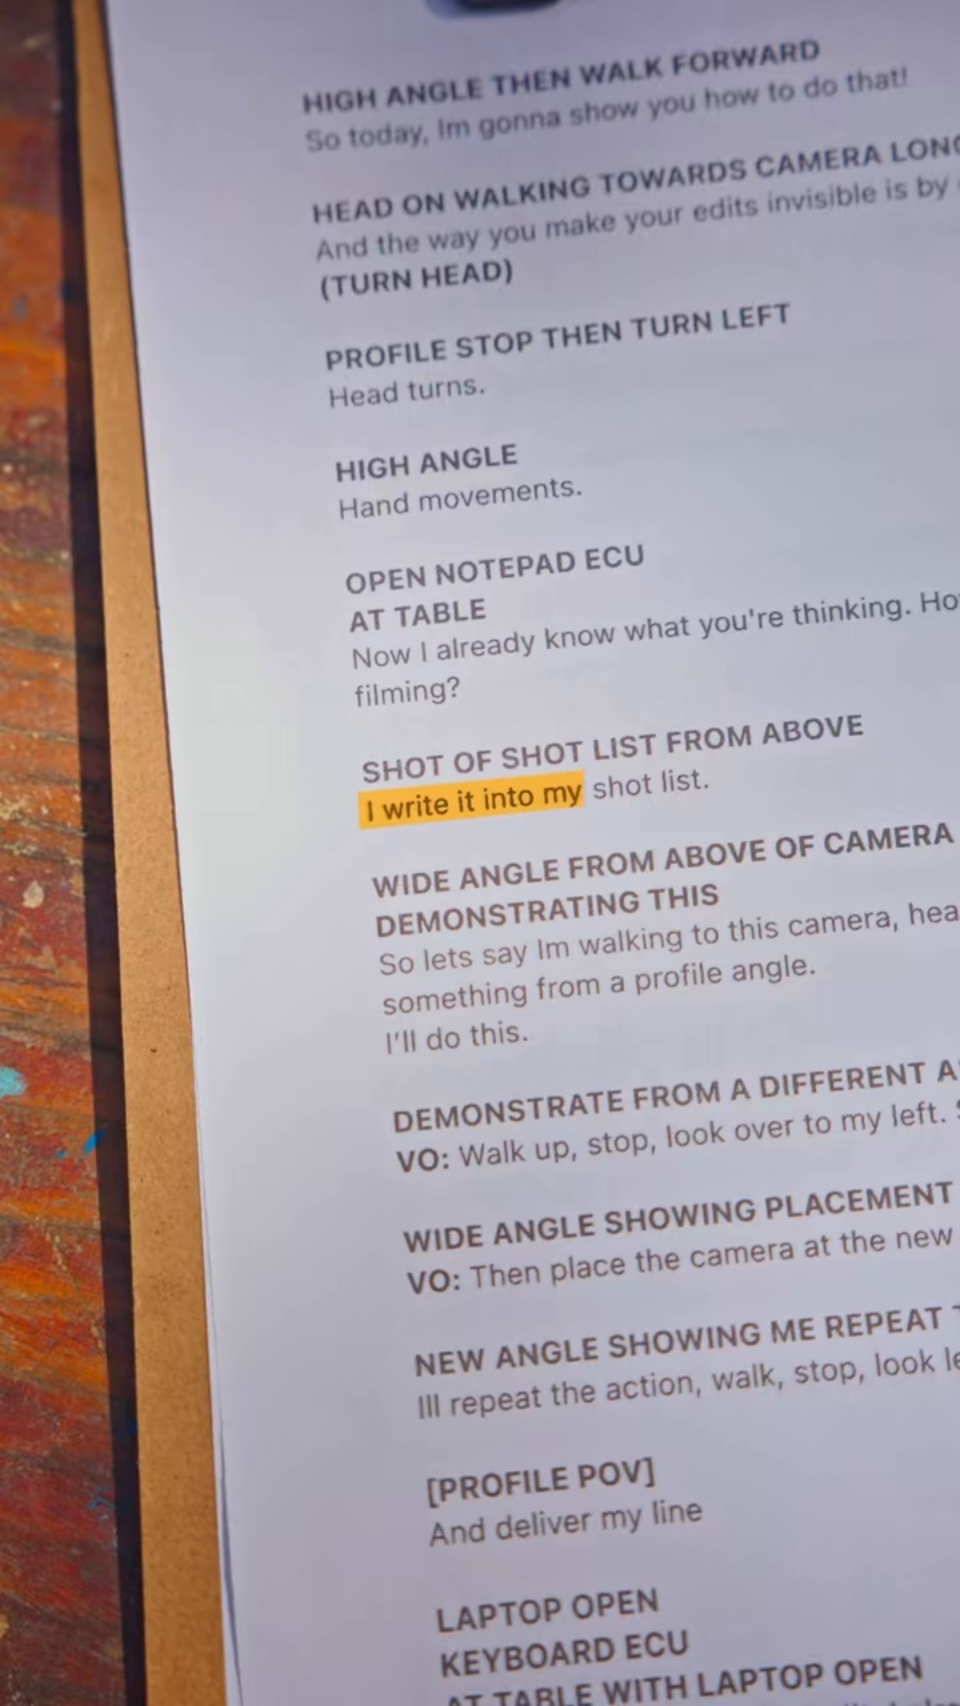 HIGH ANGLE THEN WALK FORWARD
So today, Im gonna show you how to do that!
HEAD ON WALKING TOWARDS CAMERA
And the way you make your edits invisible is by
(TURN HEAD)
PROFILE STOP THEN TURN LEFT
Head turns.
HIGH ANGLE
Hand movements.
OPEN NOTEPAD ECU
AT TABLE
Now I already know what you're thinking.
filming?
SHOT OF SHOT LIST FROM ABOVE
I write it into my shot list.
WIDE ANGLE FROM ABOVE OF CAMERA
DEMONSTRATING THIS
So lets say Im walking to this camera,
something from a profile angle.
I'll do this.
DEMONSTRATE FROM A DIFFERENT
VO: Walk up, stop, look over to my left.
WIDE ANGLE SHOWING PLACEMENT
VO: Then place the camera at the new
NEW ANGLE SHOWING ME REPEAT
Ill repeat the action, walk, stop, look
[PROFILE POV]
And deliver my line
LAPTOP OPEN
KEYBOARD ECU
AT TABLE WITH LAPTOP OPEN